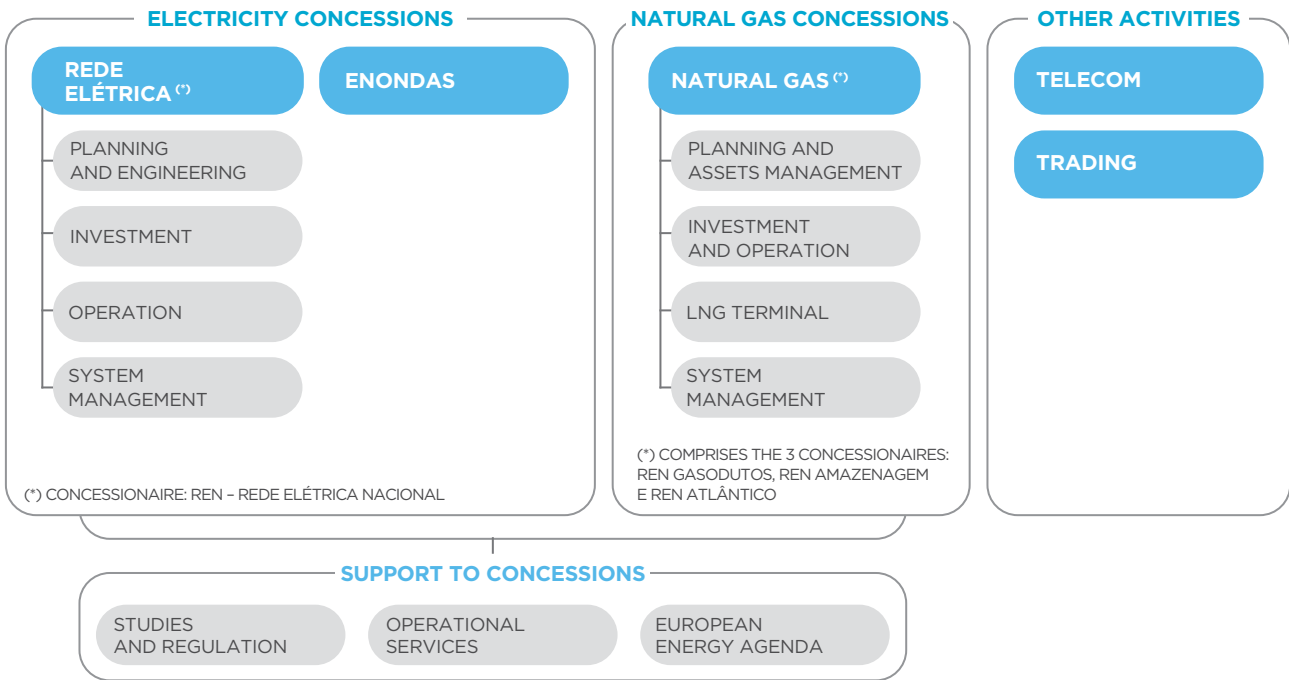 ELECTRICITY CONCESSIONS
REDE
ELÉTRICA (*)
ENONDAS
PLANNING
AND ENGINEERING
INVESTMENT
OPERATION
SYSTEM
MANAGEMENT
(*) CONCESSIONAIRE: REN – REDE ELÉTRICA NACIONAL
NATURAL GAS CONCESSIONS
NATURAL GAS (*)
PLANNING AND
ASSETS MANAGEMENT
INVESTMENT
AND OPERATION
LNG TERMINAL
SYSTEM
MANAGEMENT
(*) COMPRISES THE 3 CONCESSIONAIRES:
REN GASODUTOS, REN AMAZENAGEM
E REN ATLÂNTICO
OTHER ACTIVITIES
TELECOM
TRADING
SUPPORT TO CONCESSIONS
STUDIES
AND REGULATION
OPERATIONAL
SERVICES
EUROPEAN
ENERGY AGENDA